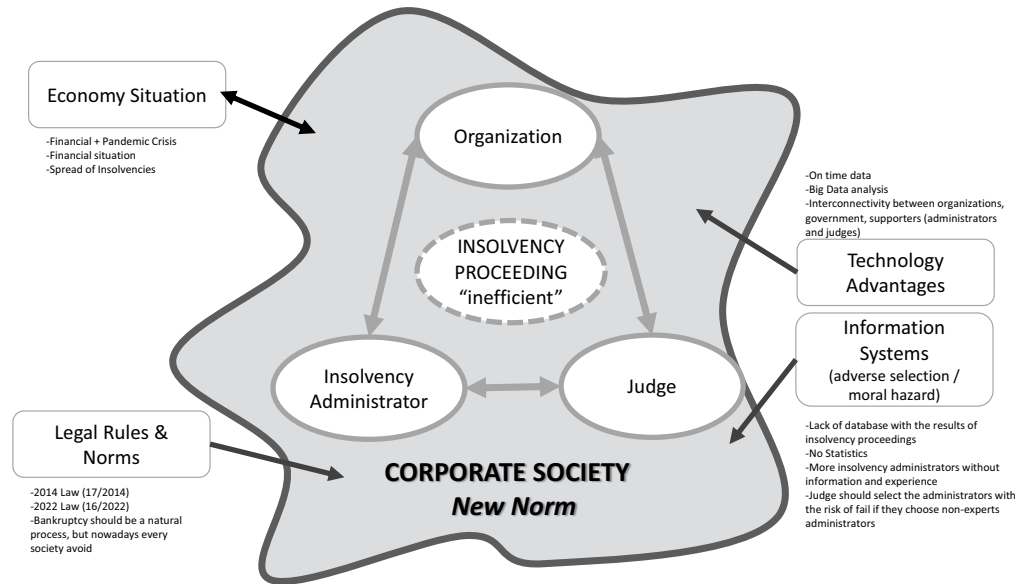 Economy Situation
-Financial + Pandemic Crisis
-Financial situation
-Spread of Insolvencies
Organization
INSOLVENCY
PROCEEDING
“inefficient”
Insolvency
Administrator
Judge
-On time data
-Big Data analysis
-Interconnectivity between organizations,
government, supporters (administrators
and judges)
Technology
Advantages
Information
Systems
(adverse selection /
moral hazard)
-Lack of database with the results of
insolvency proceedings
-No Statistics
-More insolvency administrators without
information and experience
-Judge should select the administrators with
the risk of fail if they choose non-experts
administrators
Legal Rules &
Norms
-2014 Law (17/2014)
-2022 Law (16/2022)
-Bankruptcy should be a natural
process, but nowadays every
society avoid
CORPORATE SOCIETY
New Norm